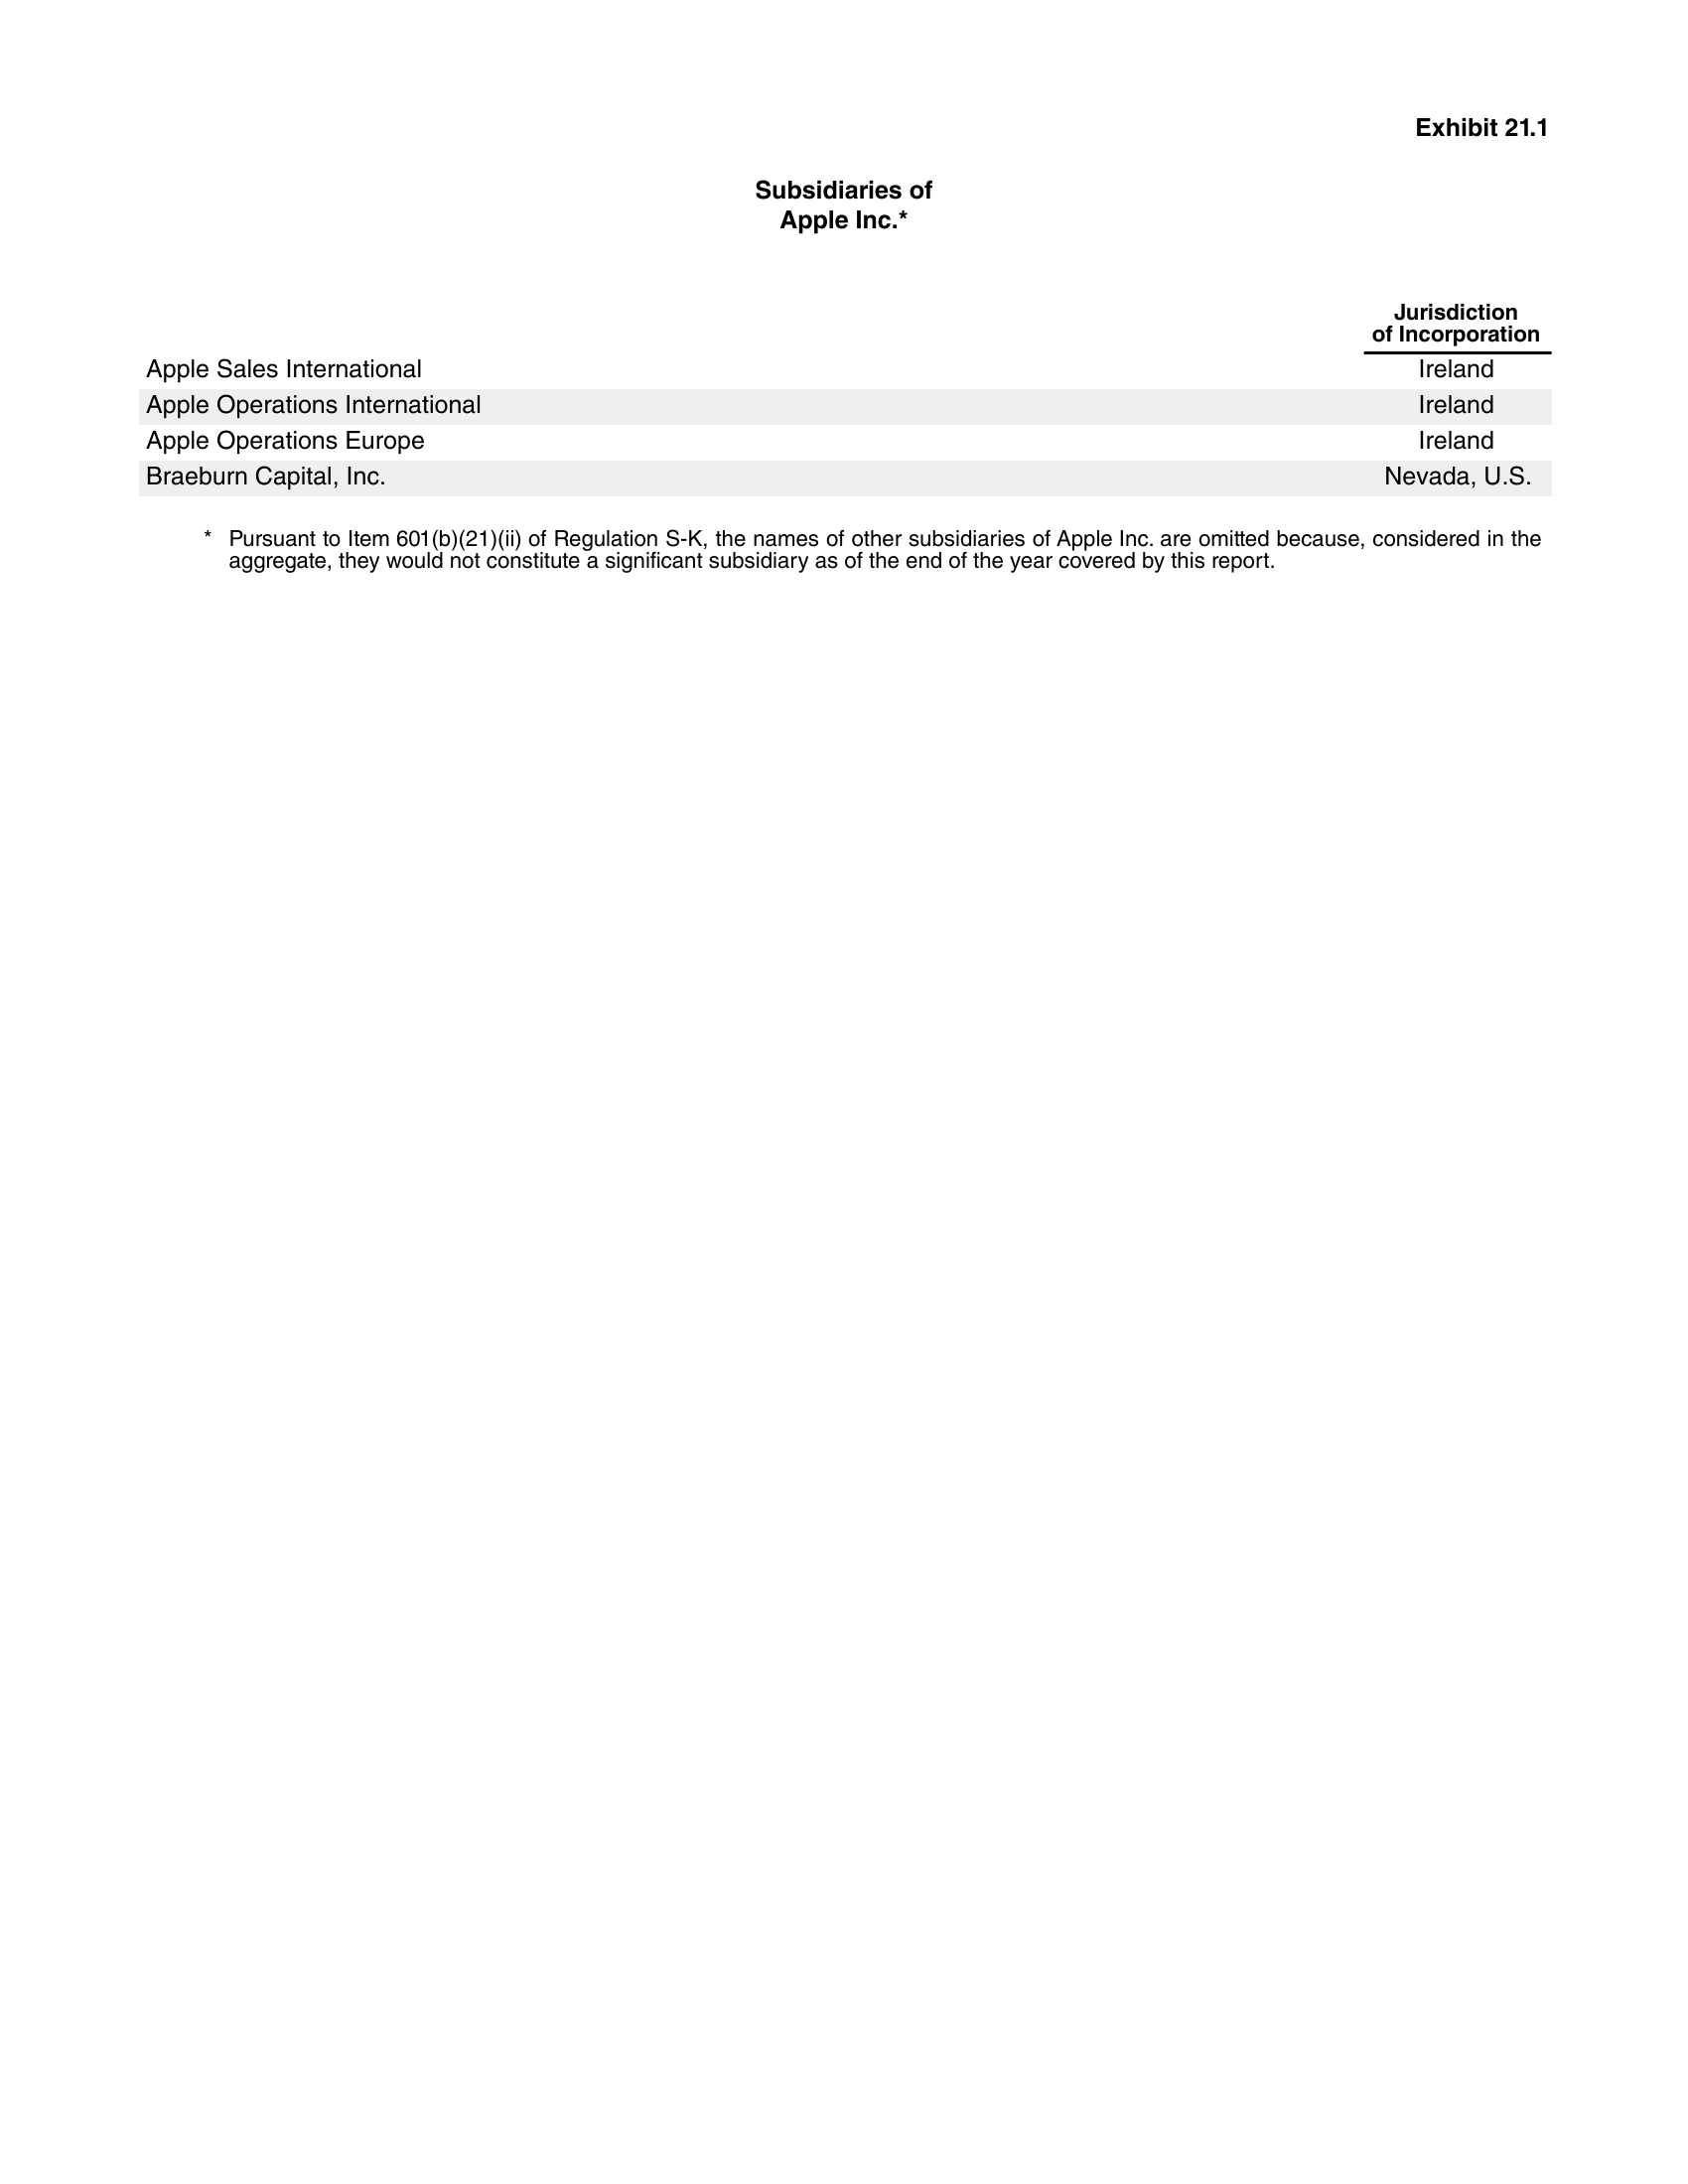 Exhibit 21.1
Subsidiaries of
Apple Inc.*
Jurisdiction
of Incorporation
Apple Sales International Ireland
Apple Operations International Ireland
Apple Operations Europe Ireland
Braeburn Capital, Inc. Nevada, U.S.
* Pursuant to Item 601(b)(21)(ii) of Regulation S-K, the names of other subsidiaries of Apple Inc. are omitted because, considered in the
aggregate, they would not constitute a significant subsidiary as of the end of the year covered by this report.